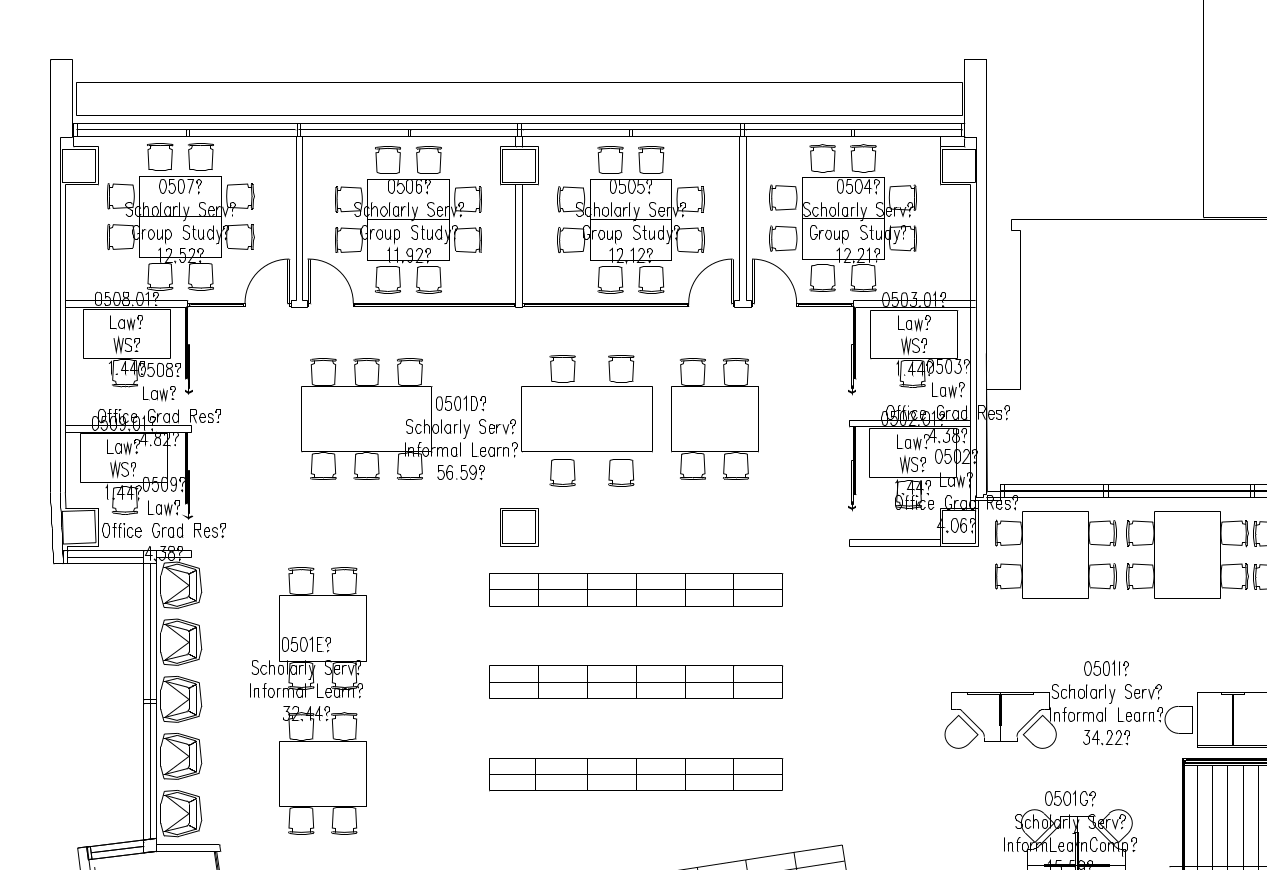 0507?
Scholarly Serv?
Group Study?
12.52?
0506?
Scholarly Serv?
Group Study?
11.92?
0505?
Scholarly Serv?
Group Study?
12.12?
0504?
Scholarly Serv?
Group Study?
12.21?
0508.01?
Law?
WS?
1.44?
0508?
Law?
Office Grad Res?
4.82?
0503.01?
Law?
WS?
1.44?
0503?
Law?
Office Grad Res?
4.38?
0509.01?
Law?
WS?
1.44?
0509?
Law?
Office Grad Res?
4.38?
0502.01?
Law?
WS?
1.44?
0502?
Law?
Office Grad Res?
4.06?
0501D?
Scholarly Serv?
Informal Learn?
56.59?
0501E?
Scholarly Serv?
Informal Learn?
32.44?
0501I?
Scholarly Serv?
Informal Learn?
34.22?
0501G?
Scholarly Serv?
InformLearnComp?